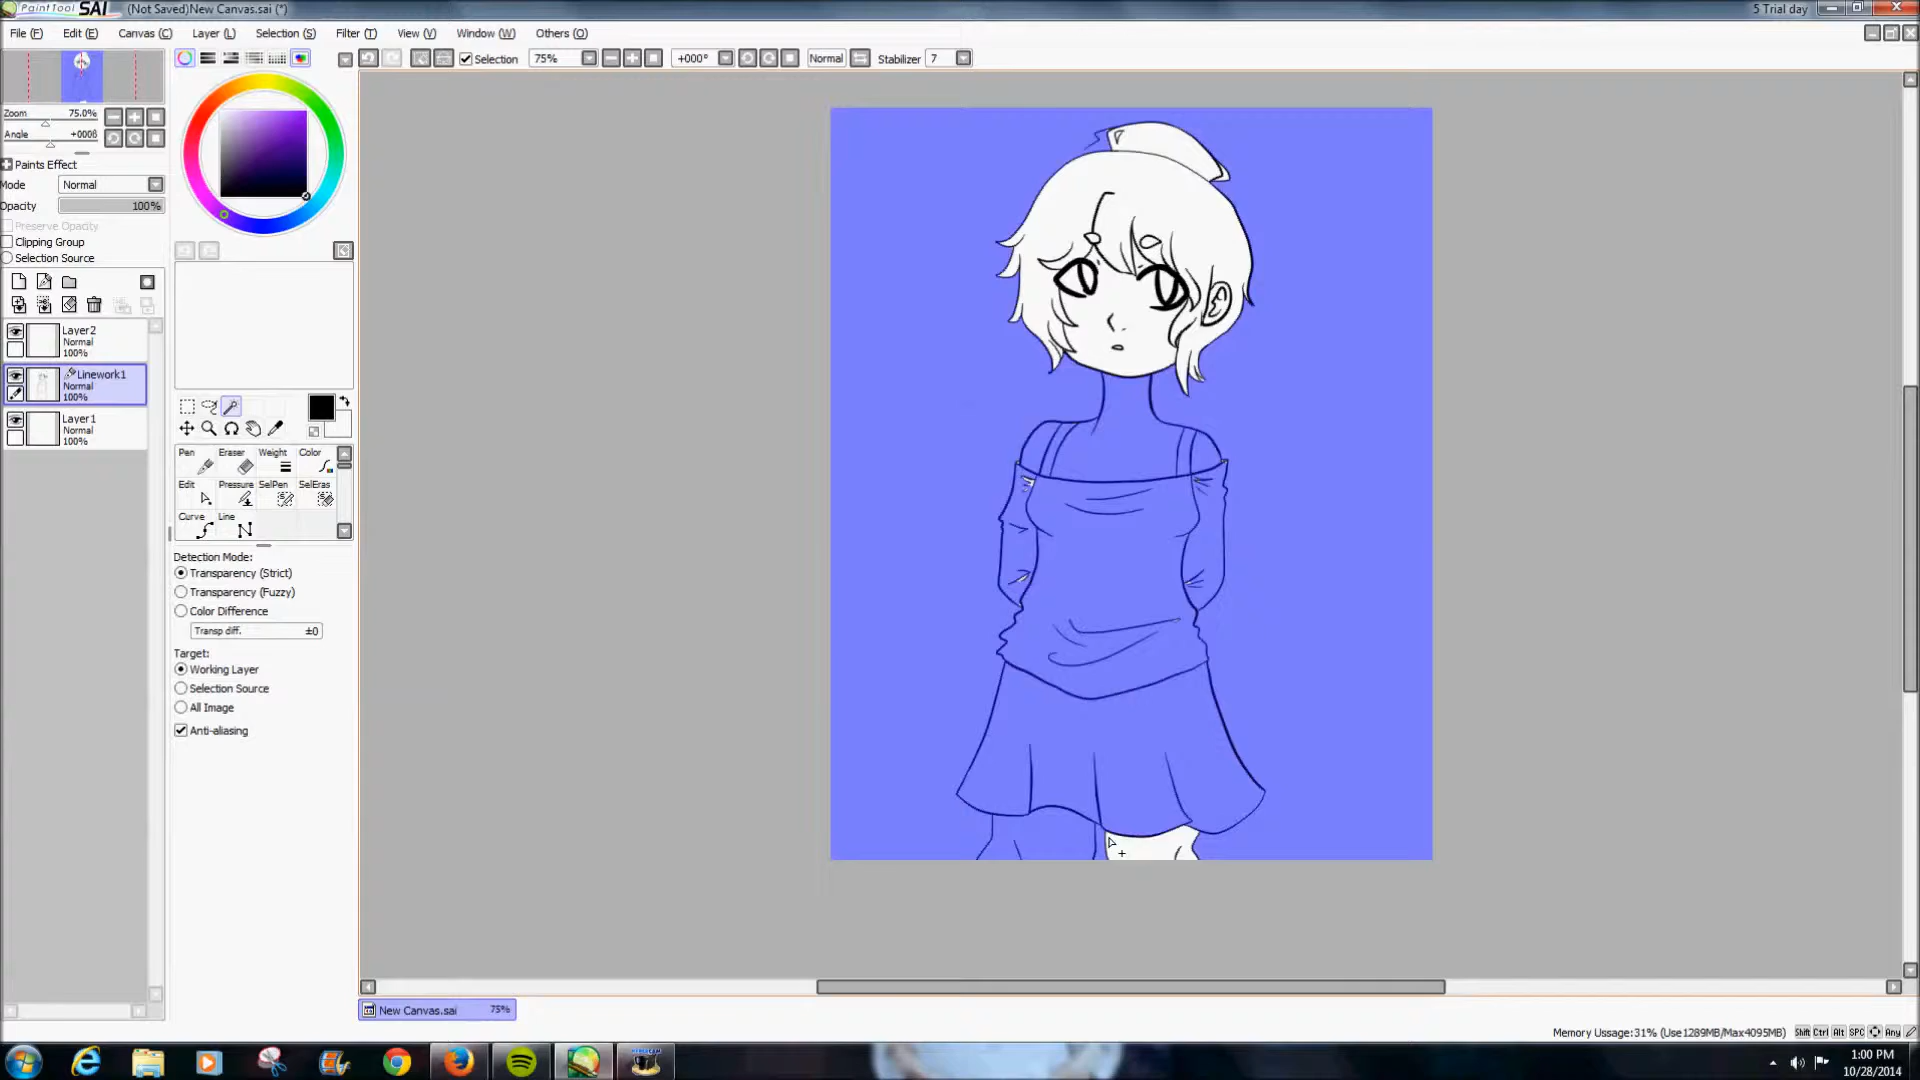 PaintTool SAI (Not Saved)New Canvas.sai (*) 5 Trial day
File (F) Edit (E) Canvas (C) Layer (L) Selection (S) Filter (T) View (V) Window (W) Others (O)
Selection 75% +000° Normal Stabilizer 7
Zoom 75.0%
Angle +000δ
Paints Effect
Mode Normal
Opacity 100%
Preserve Opacity
Clipping Group
Selection Source
Layer2
Normal
100%
Linework1
Normal
100%
Layer1
Normal
100%
Pen Eraser Weight Color
Edit Pressure SelPen SelEras
Curve Line
Detection Mode:
Transparency (Strict)
Transparency (Fuzzy)
Color Difference
Transp diff. ±0
Target:
Working Layer
Selection Source
All Image
Anti-aliasing
New Canvas.sai 75%
Memory Ussage:31% (Use1289MB/Max4095MB) Shift Ctrl Alt SPC Any
1:00 PM
10/28/2014